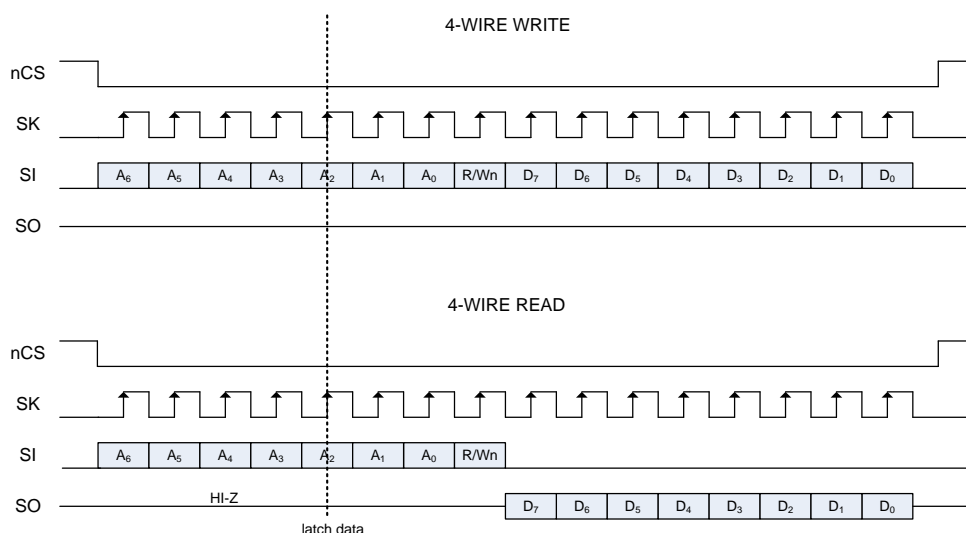 4-WIRE WRITE
nCS
SK
SI A₆ A₅ A₄ A₃ A₂ A₁ A₀ R/Wn D₇ D₆ D₅ D₄ D₃ D₂ D₁ D₀
SO
4-WIRE READ
nCS
SK
SI A₆ A₅ A₄ A₃ A₂ A₁ A₀ R/Wn
SO HI-Z D₇ D₆ D₅ D₄ D₃ D₂ D₁ D₀
latch data